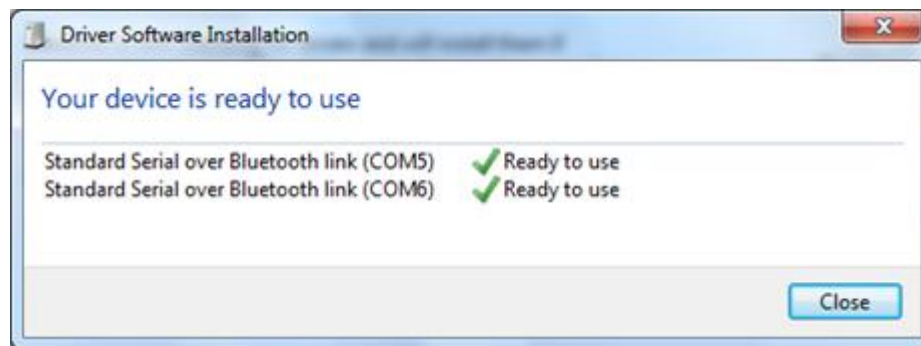 Driver Software Installation
Your device is ready to use
Standard Serial over Bluetooth link (COM5) Ready to use
Standard Serial over Bluetooth link (COM6) Ready to use
Close